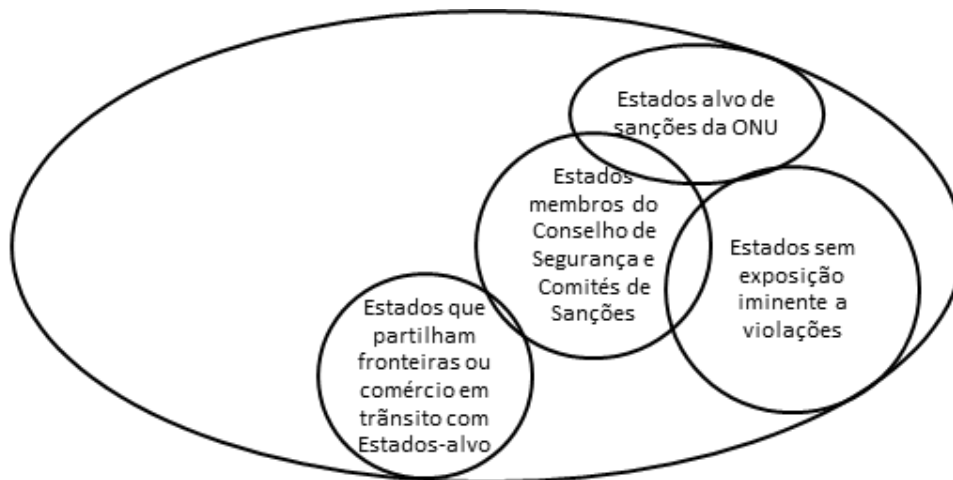 Estados alvo de
sanções da ONU
Estados
membros do
Conselho de
Segurança e
Comités de
Sanções
Estados sem
exposição
iminente a
violações
Estados que
partilham
fronteiras ou
comércio em
trãnsito com
Estados-alvo